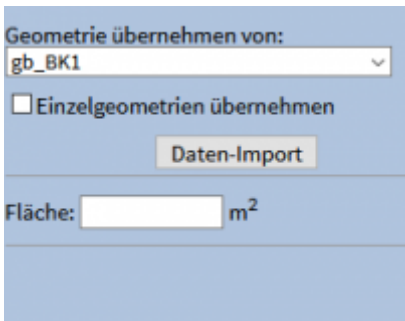 Geometrie übernehmen von:
gb_BK1
Einzelgeometrien übernehmen
Daten-Import
Fläche: m²